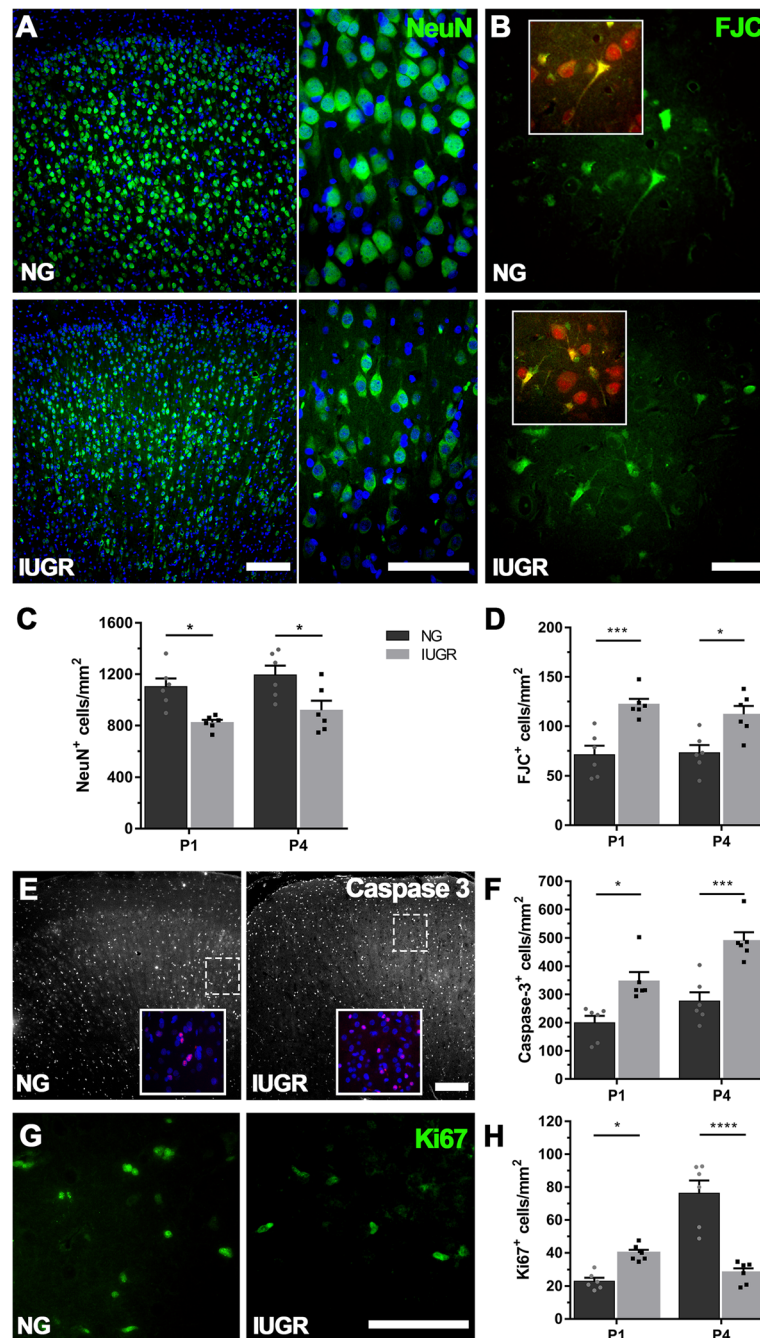 A
NeuN
NG
IUGR
B
FJC
NG
IUGR
C
NeuN+ cells/mm2
1600
1200
800
400
0
*
*
P1
P4
NG
IUGR
D
FJC+ cells/mm2
200
150
100
50
0
***
*
P1
P4
E
Caspase 3
NG
IUGR
F
Caspase-3+ cells/mm2
700
600
500
400
300
200
100
0
*
***
P1
P4
G
Ki67
NG
IUGR
H
Ki67+ cells/mm2
120
100
80
60
40
20
0
*
****
P1
P4